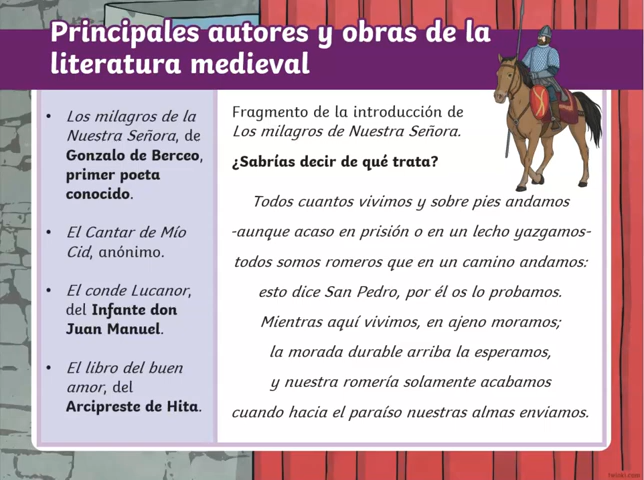 Principales autores y obras de la
literatura medieval
• Los milagros de la
Nuestra Señora, de
Gonzalo de Berceo,
primer poeta
conocido.
• El Cantar de Mío
Cid, anónimo.
• El conde Lucanor,
del Infante don
Juan Manuel.
• El libro del buen
amor, del
Arcipreste de Hita.
Fragmento de la introducción de
Los milagros de Nuestra Señora.
¿Sabrías decir de qué trata?
Todos cuantos vivimos y sobre pies andamos
-aunque acaso en prisión o en un lecho yazgamos-
todos somos romeros que en un camino andamos:
esto dice San Pedro, por él os lo probamos.
Mientras aquí vivimos, en ajeno moramos;
la morada durable arriba la esperamos,
y nuestra romería solamente acabamos
cuando hacia el paraíso nuestras almas enviamos.